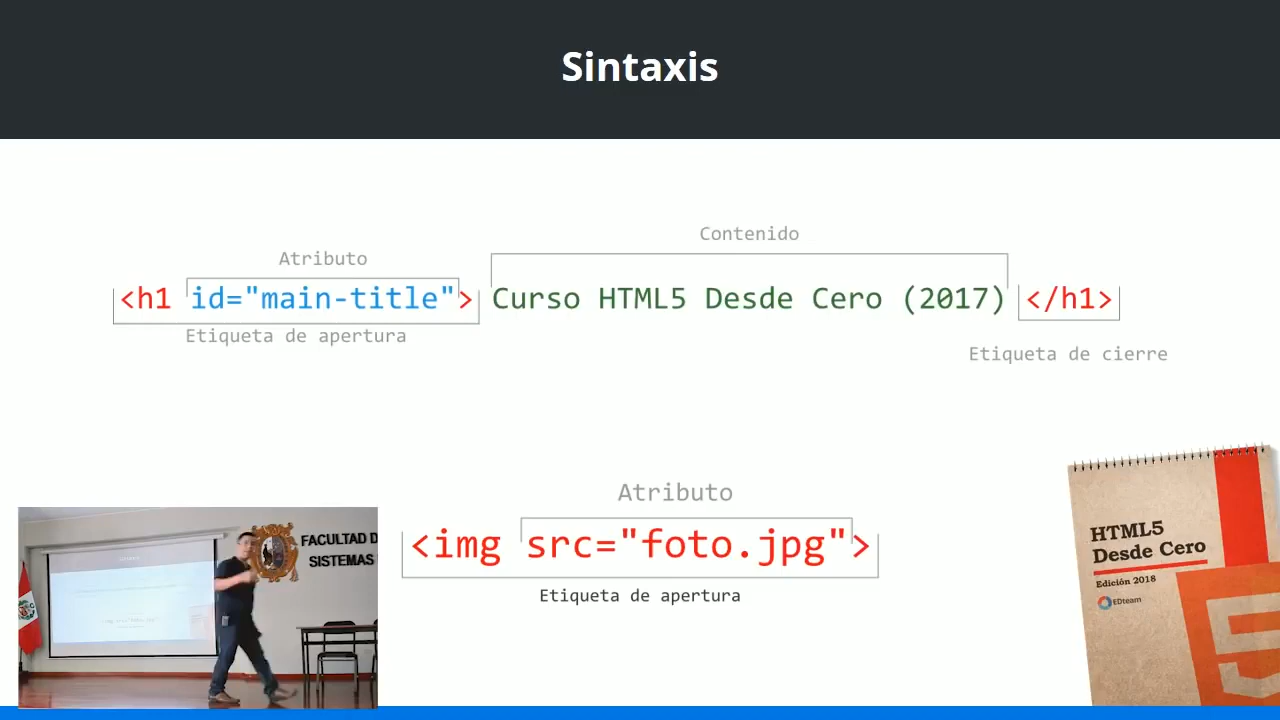 Sintaxis
Contenido
Atributo
<h1 id="main-title"> Curso HTML5 Desde Cero (2017) </h1>
Etiqueta de apertura
Etiqueta de cierre
Atributo
<img src="foto.jpg">
Etiqueta de apertura
FACULTAD D
SISTEMAS
HTML5
Desde Cero
Edición 2018
EDteam